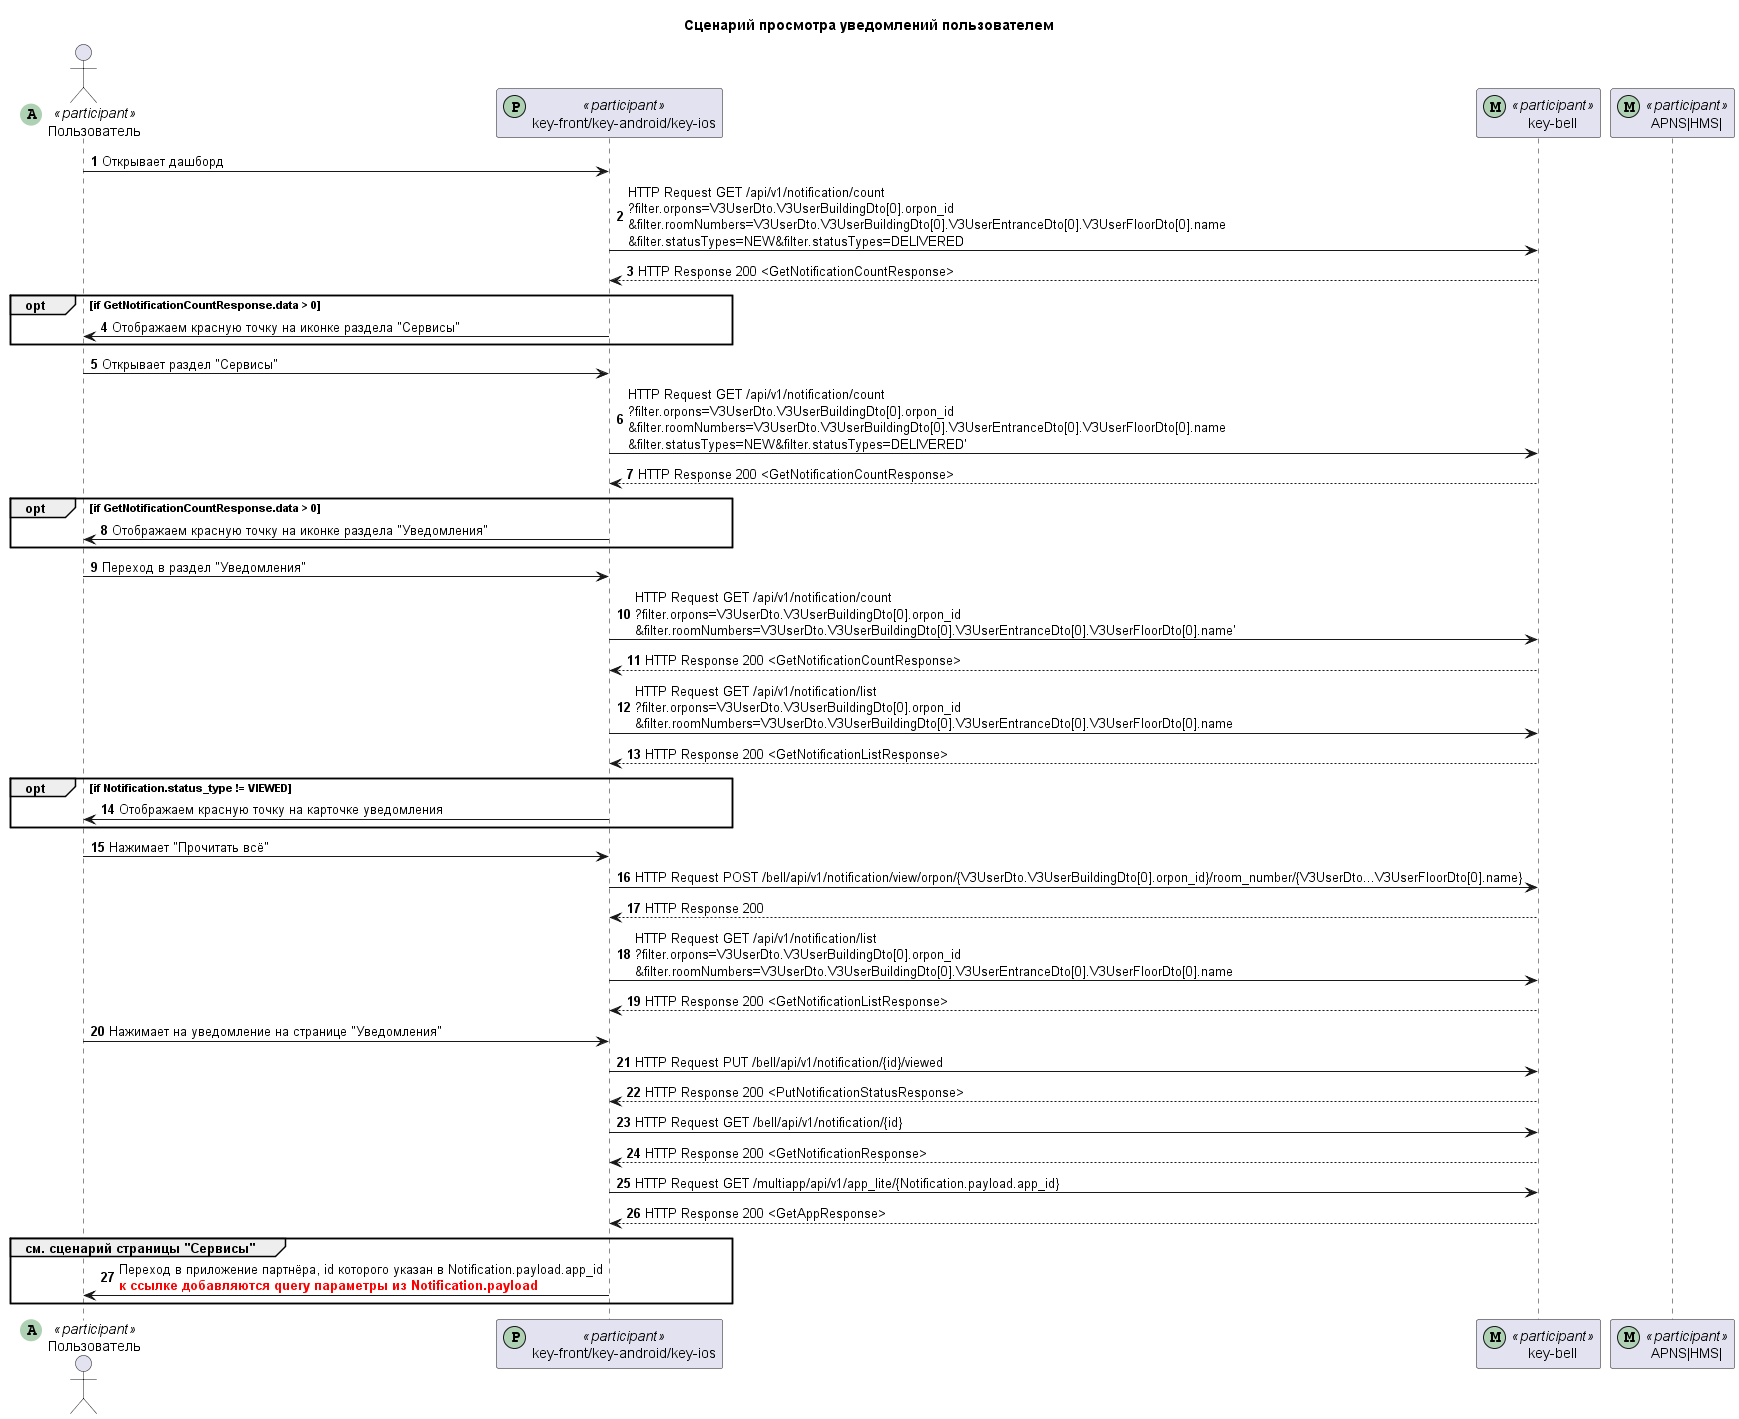 Сценарий просмотра уведомлений пользователем
A «participant»
Пользователь
P «participant»
key-front/key-android/key-ios
M «participant»
key-bell
M «participant»
APNS|HMS|
1 Открывает дашборд
HTTP Request GET /api/v1/notification/count
2 ?filter.orpons=V3UserDto.V3UserBuildingDto[0].orpon_id
&filter.roomNumbers=V3UserDto.V3UserBuildingDto[0].V3UserEntranceDto[0].V3UserFloorDto[0].name
&filter.statusTypes=NEW&filter.statusTypes=DELIVERED
3 HTTP Response 200 <GetNotificationCountResponse>
opt [if GetNotificationCountResponse.data > 0]
4 Отображаем красную точку на иконке раздела "Сервисы"
5 Открывает раздел "Сервисы"
HTTP Request GET /api/v1/notification/count
?filter.orpons=V3UserDto.V3UserBuildingDto[0].orpon_id
6 &filter.roomNumbers=V3UserDto.V3UserBuildingDto[0].V3UserEntranceDto[0].V3UserFloorDto[0].name
&filter.statusTypes=NEW&filter.statusTypes=DELIVERED'
7 HTTP Response 200 <GetNotificationCountResponse>
opt [if GetNotificationCountResponse.data > 0]
8 Отображаем красную точку на иконке раздела "Уведомления"
9 Переход в раздел "Уведомления"
HTTP Request GET /api/v1/notification/count
10 ?filter.orpons=V3UserDto.V3UserBuildingDto[0].orpon_id
&filter.roomNumbers=V3UserDto.V3UserBuildingDto[0].V3UserEntranceDto[0].V3UserFloorDto[0].name'
11 HTTP Response 200 <GetNotificationCountResponse>
HTTP Request GET /api/v1/notification/list
12 ?filter.orpons=V3UserDto.V3UserBuildingDto[0].orpon_id
&filter.roomNumbers=V3UserDto.V3UserBuildingDto[0].V3UserEntranceDto[0].V3UserFloorDto[0].name
13 HTTP Response 200 <GetNotificationListResponse>
opt [if Notification.status_type != VIEWED]
14 Отображаем красную точку на карточке уведомления
15 Нажимает "Прочитать всё"
16 HTTP Request POST /bell/api/v1/notification/view/orpon/{V3UserDto.V3UserBuildingDto[0].orpon_id}/room_number/{V3UserDto...V3UserFloorDto[0].name}
17 HTTP Response 200
HTTP Request GET /api/v1/notification/list
18 ?filter.orpons=V3UserDto.V3UserBuildingDto[0].orpon_id
&filter.roomNumbers=V3UserDto.V3UserBuildingDto[0].V3UserEntranceDto[0].V3UserFloorDto[0].name
19 HTTP Response 200 <GetNotificationListResponse>
20 Нажимает на уведомление на странице "Уведомления"
21 HTTP Request PUT /bell/api/v1/notification/{id}/viewed
22 HTTP Response 200 <PutNotificationStatusResponse>
23 HTTP Request GET /bell/api/v1/notification/{id}
24 HTTP Response 200 <GetNotificationResponse>
25 HTTP Request GET /multiapp/api/v1/app_lite/{Notification.payload.app_id}
26 HTTP Response 200 <GetAppResponse>
см. сценарий страницы "Сервисы"
27 Переход в приложение партнёра, id которого указан в Notification.payload.app_id
к ссылке добавляются query параметры из Notification.payload
A «participant»
Пользователь
P «participant»
key-front/key-android/key-ios
M «participant»
key-bell
M «participant»
APNS|HMS|